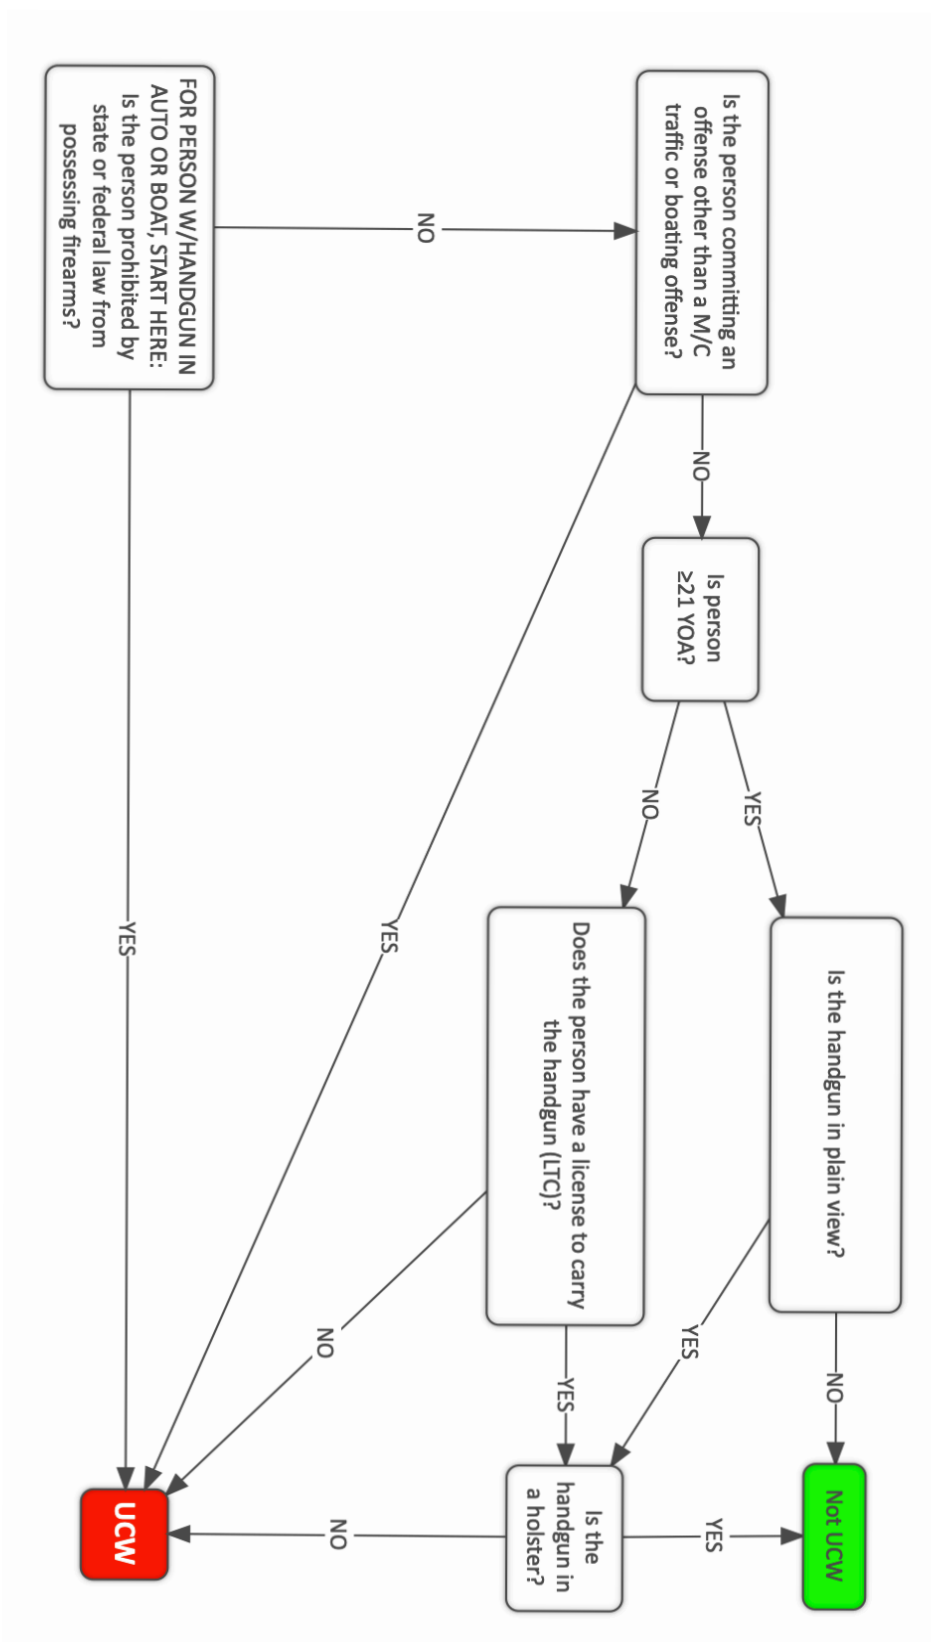 FOR PERSON W/HANDGUN IN
AUTO OR BOAT, START HERE:
Is the person prohibited by
state or federal law from
possessing firearms?
NO
YES
Is the person committing an
offense other than a M/C
traffic or boating offense?
NO
YES
Is person
≥21 YOA?
YES
NO
Is the handgun in plain view?
NO
YES
Does the person have a license to carry
the handgun (LTC)?
YES
NO
Is the
handgun in
a holster?
YES
NO
Not UCW
UCW